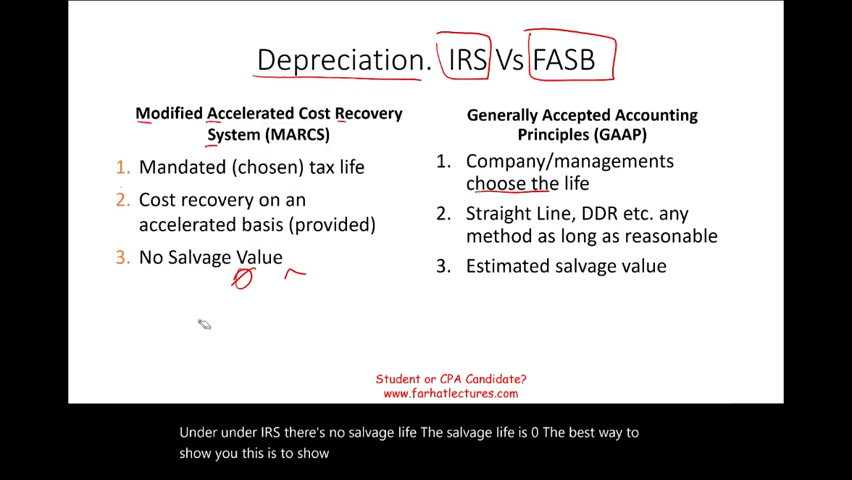 Depreciation. IRS Vs FASB
Modified Accelerated Cost Recovery
System (MARCS)
1. Mandated (chosen) tax life
2. Cost recovery on an
accelerated basis (provided)
3. No Salvage Value
0
Generally Accepted Accounting
Principles (GAAP)
1. Company/managements
choose the life
2. Straight Line, DDR etc. any
method as long as reasonable
3. Estimated salvage value
Student or CPA Candidate?
www.farhatlectures.com
Under under IRS there's no salvage life The salvage life is 0 The best way to
show you this is to show